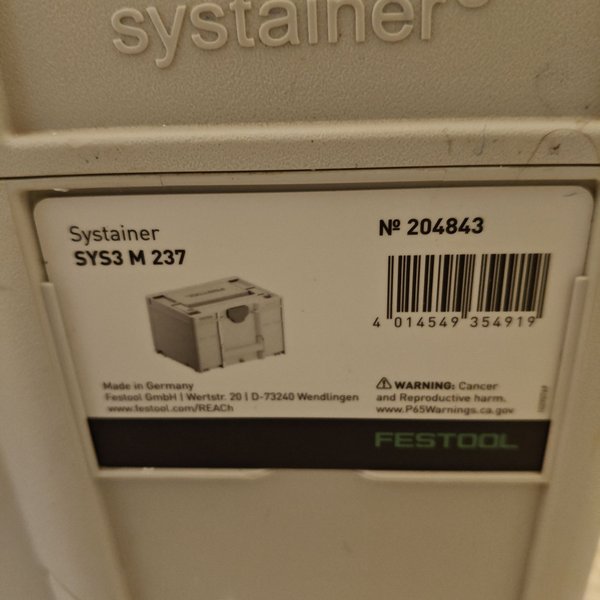 systainer®
Systainer
SYS3 M 237
Nº 204843
4 014549 354919
Made in Germany
Festool GmbH | Wertstr. 20 | D-73240 Wendlingen
www.festool.com/REACh
⚠ WARNING: Cancer
and Reproductive harm.
www.P65Warnings.ca.gov
FESTOOL